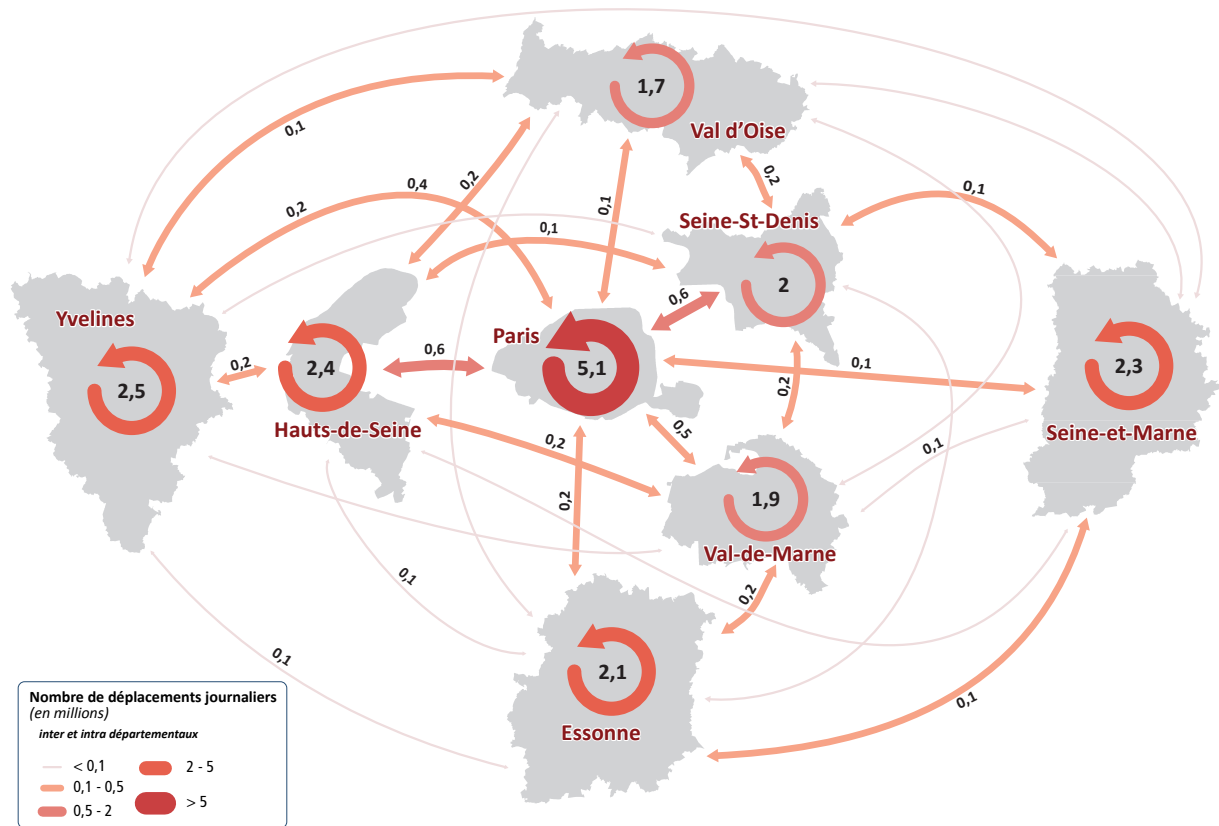 1,7
Val d'Oise
0,1
0,2
0,4
0,2
0,1
0,2
0,1
0,1
Seine-St-Denis
2
0,6
Yvelines
2,5
0,2
2,4
Hauts-de-Seine
0,6
Paris
5,1
0,1
2,3
Seine-et-Marne
0,2
0,5
0,2
0,1
1,9
Val-de-Marne
0,2
0,1
0,2
0,1
2,1
Essonne
0,1
Nombre de déplacements journaliers
(en millions)
inter et intra départementaux
< 0,1
2 - 5
0,1 - 0,5
0,5 - 2
> 5